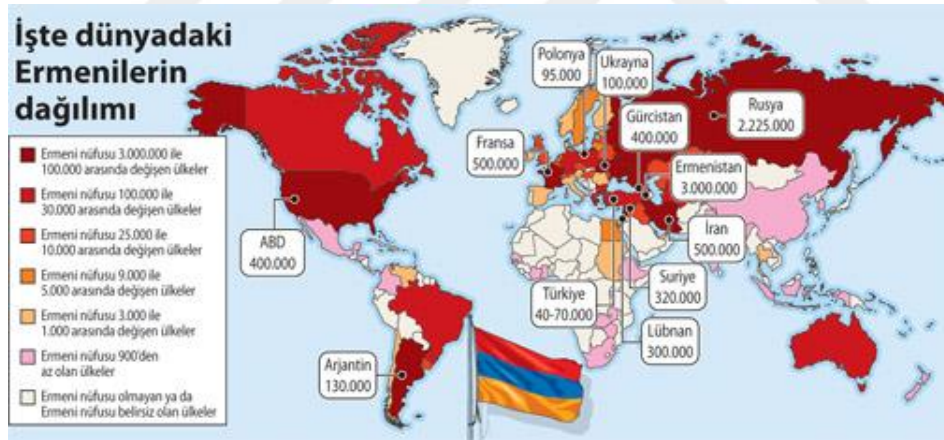 İşte dünyadaki
Ermenilerin
dağılımı
Ermeni nüfusu 3.000.000 ile
100.000 arasında değişen ülkeler
Ermeni nüfusu 100.000 ile
30.000 arasında değişen ülkeler
Ermeni nüfusu 25.000 ile
10.000 arasında değişen ülkeler
Ermeni nüfusu 9.000 ile
5.000 arasında değişen ülkeler
Ermeni nüfusu 3.000 ile
1.000 arasında değişen ülkeler
Ermeni nüfusu 900'den
az olan ülkeler
Ermeni nüfusu olmayan ya da
Ermeni nüfusu belirsiz olan ülkeler
Polonya
95.000
Ukrayna
100.000
Rusya
2.225.000
Gürcistan
400.000
Fransa
500.000
Ermenistan
3.000.000
ABD
400.000
İran
500.000
Suriye
320.000
Türkiye
40-70.000
Lübnan
300.000
Arjantin
130.000